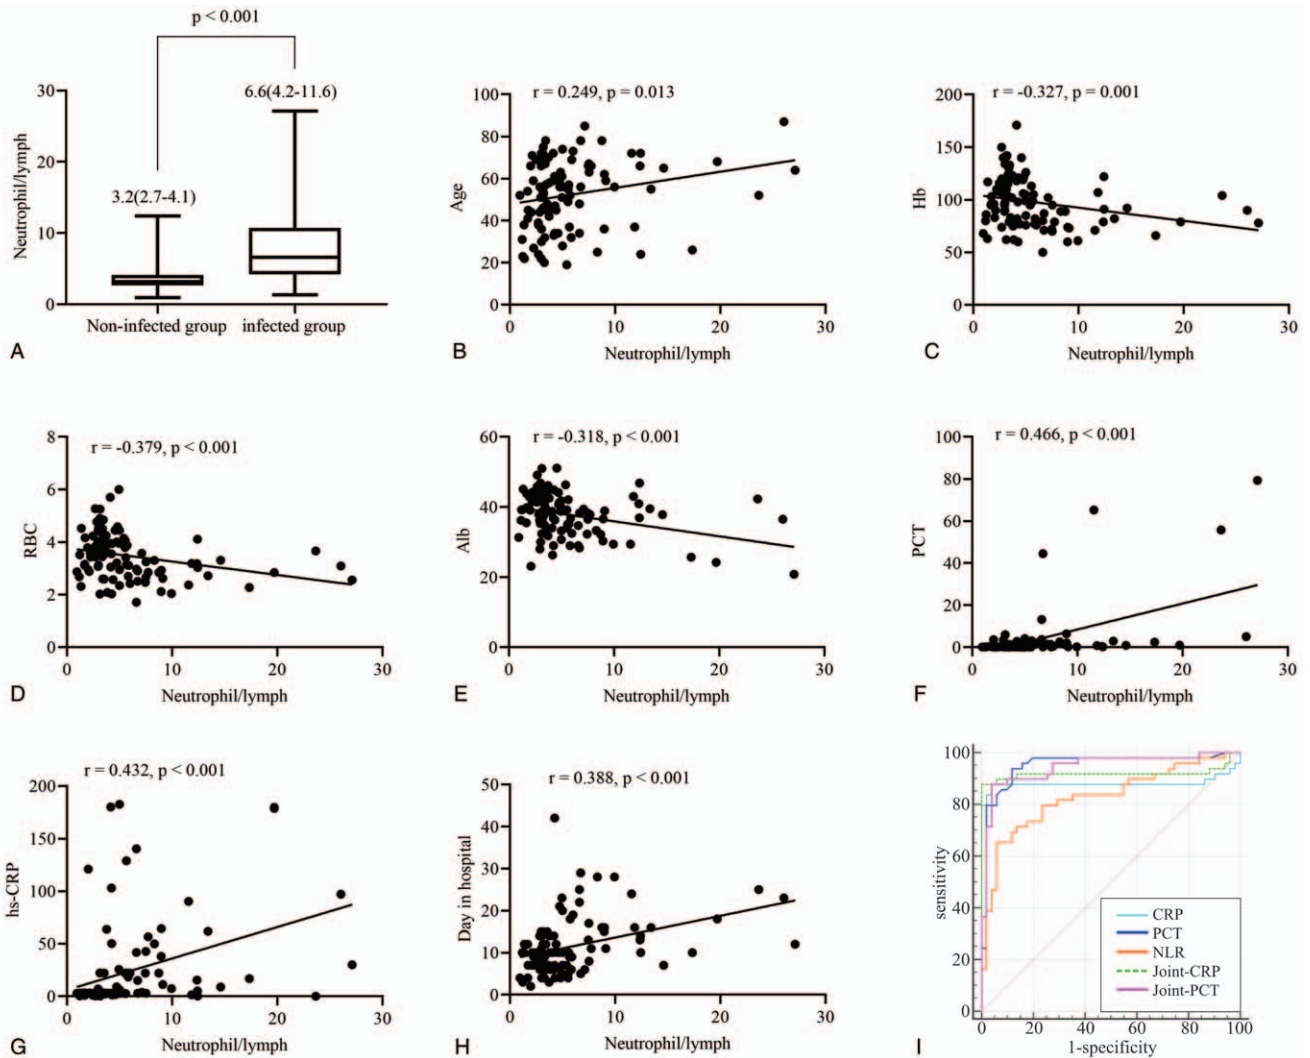 p < 0.001
30
20
10
0
Neutrophil/lymph
3.2(2.7-4.1)
6.6(4.2-11.6)
Non-infected group
infected group
A
r = 0.249, p = 0.013
100
80
60
40
20
0
Age
0 10 20 30
Neutrophil/lymph
B
r = -0.327, p = 0.001
200
150
100
50
0
Hb
0 10 20 30
Neutrophil/lymph
C
r = -0.379, p < 0.001
8
6
4
2
0
RBC
0 10 20 30
Neutrophil/lymph
D
r = -0.318, p < 0.001
60
40
20
0
Alb
0 10 20 30
Neutrophil/lymph
E
r = 0.466, p < 0.001
100
80
60
40
20
0
PCT
0 10 20 30
Neutrophil/lymph
F
r = 0.432, p < 0.001
200
150
100
50
0
hs-CRP
0 10 20 30
Neutrophil/lymph
G
r = 0.388, p < 0.001
50
40
30
20
10
0
Day in hospital
0 10 20 30
Neutrophil/lymph
H
100
80
60
40
20
0
sensitivity
CRP
PCT
NLR
Joint-CRP
Joint-PCT
0 20 40 60 80 100
1-specificity
I